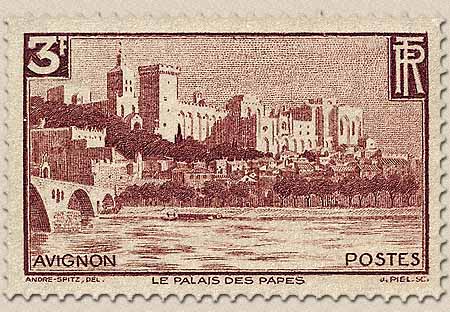 3F RF
AVIGNON POSTES
ANDRE-SPITZ, DEL. LE PALAIS DES PAPES J. PIEL-SC.